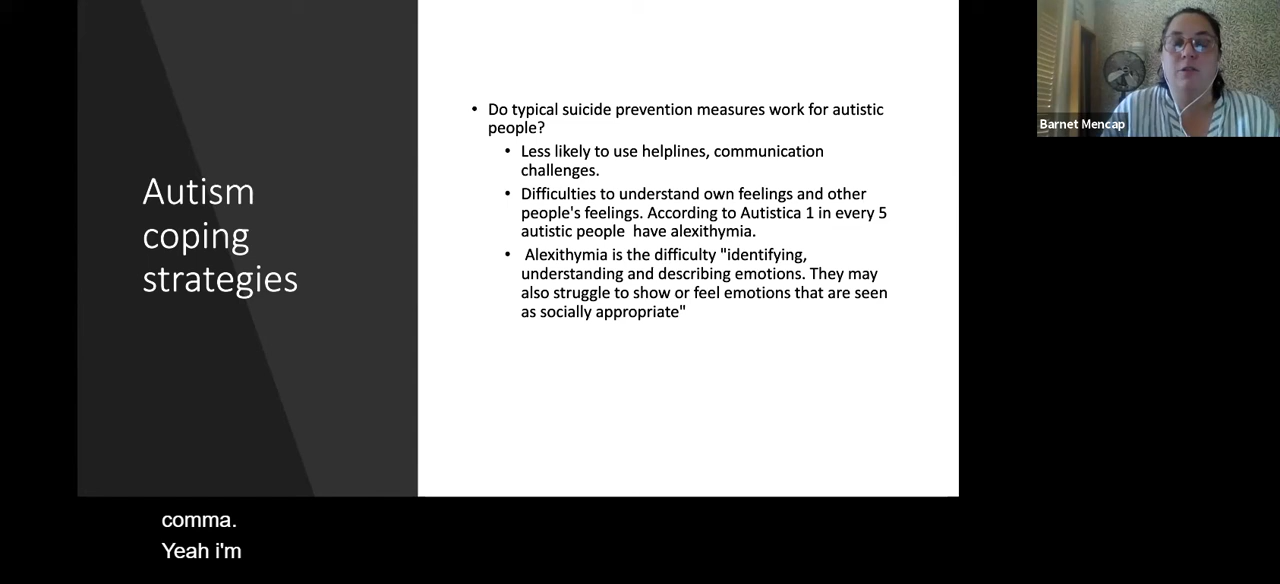 Autism
coping
strategies
• Do typical suicide prevention measures work for autistic
people?
• Less likely to use helplines, communication
challenges.
• Difficulties to understand own feelings and other
people's feelings. According to Autistica 1 in every 5
autistic people  have alexithymia.
• Alexithymia is the difficulty "identifying,
understanding and describing emotions. They may
also struggle to show or feel emotions that are seen
as socially appropriate"
Barnet Mencap
comma.
Yeah i'm